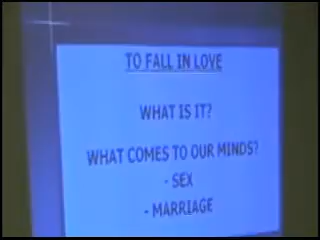 TO FALL IN LOVE
WHAT IS IT?
WHAT COMES TO OUR MINDS?
- SEX
- MARRIAGE